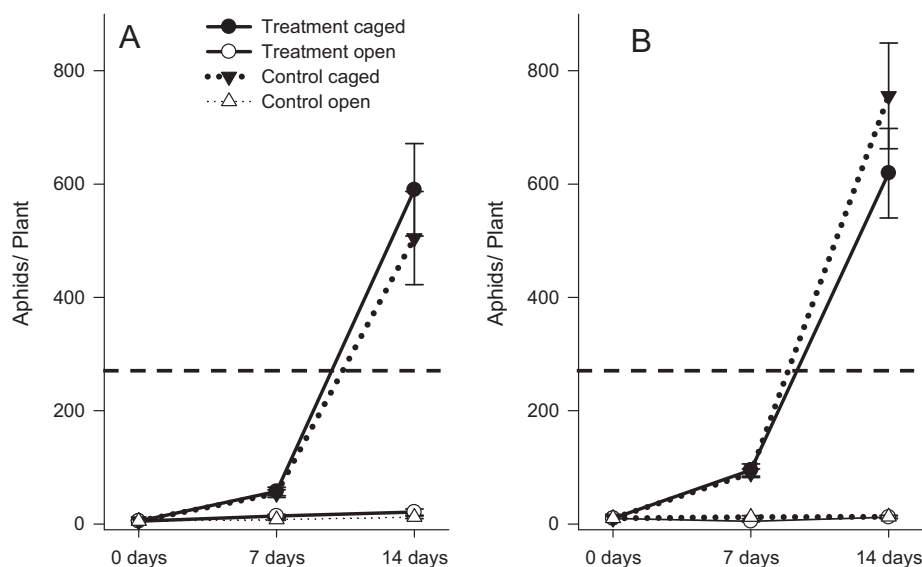 A
Treatment caged
Treatment open
Control caged
Control open
Aphids/ Plant
800
600
400
200
0
0 days
7 days
14 days
B
Aphids/ Plant
800
600
400
200
0
0 days
7 days
14 days